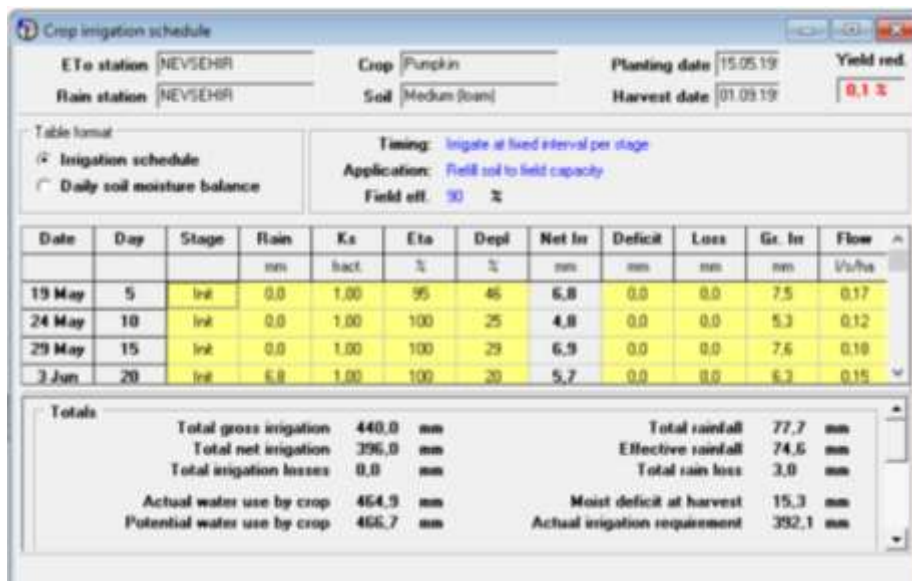 Crop irrigation schedule
ETo station NEVSEHIR Crop Pumpkin Planting date 15.05.19 Yield red.
Rain station NEVSEHIR Soil Medium (loam) Harvest date 01.09.19 0,1 %
Table format
Irrigation schedule
Daily soil moisture balance
Timing: Irrigate at fixed interval per stage
Application: Refill soil to field capacity
Field eff. 90 %
Date Day Stage Rain Ks Eta Depl Net Irr Deficit Loss Gr. Irr Flow
mm fract. % % mm mm mm mm l/s/ha
19 May 5 Init 0,0 1,00 95 46 6,8 0,0 0,0 7,5 0,17
24 May 10 Init 0,0 1,00 100 25 4,8 0,0 0,0 5,3 0,12
29 May 15 Init 0,0 1,00 100 29 6,9 0,0 0,0 7,6 0,18
3 Jun 20 Init 6,8 1,00 100 20 5,7 0,0 0,0 6,3 0,15
Totals
Total gross irrigation 440,0 mm Total rainfall 77,7 mm
Total net irrigation 396,0 mm Effective rainfall 74,6 mm
Total irrigation losses 0,0 mm Total rain loss 3,0 mm
Actual water use by crop 464,9 mm Moist deficit at harvest 15,3 mm
Potential water use by crop 466,7 mm Actual irrigation requirement 392,1 mm